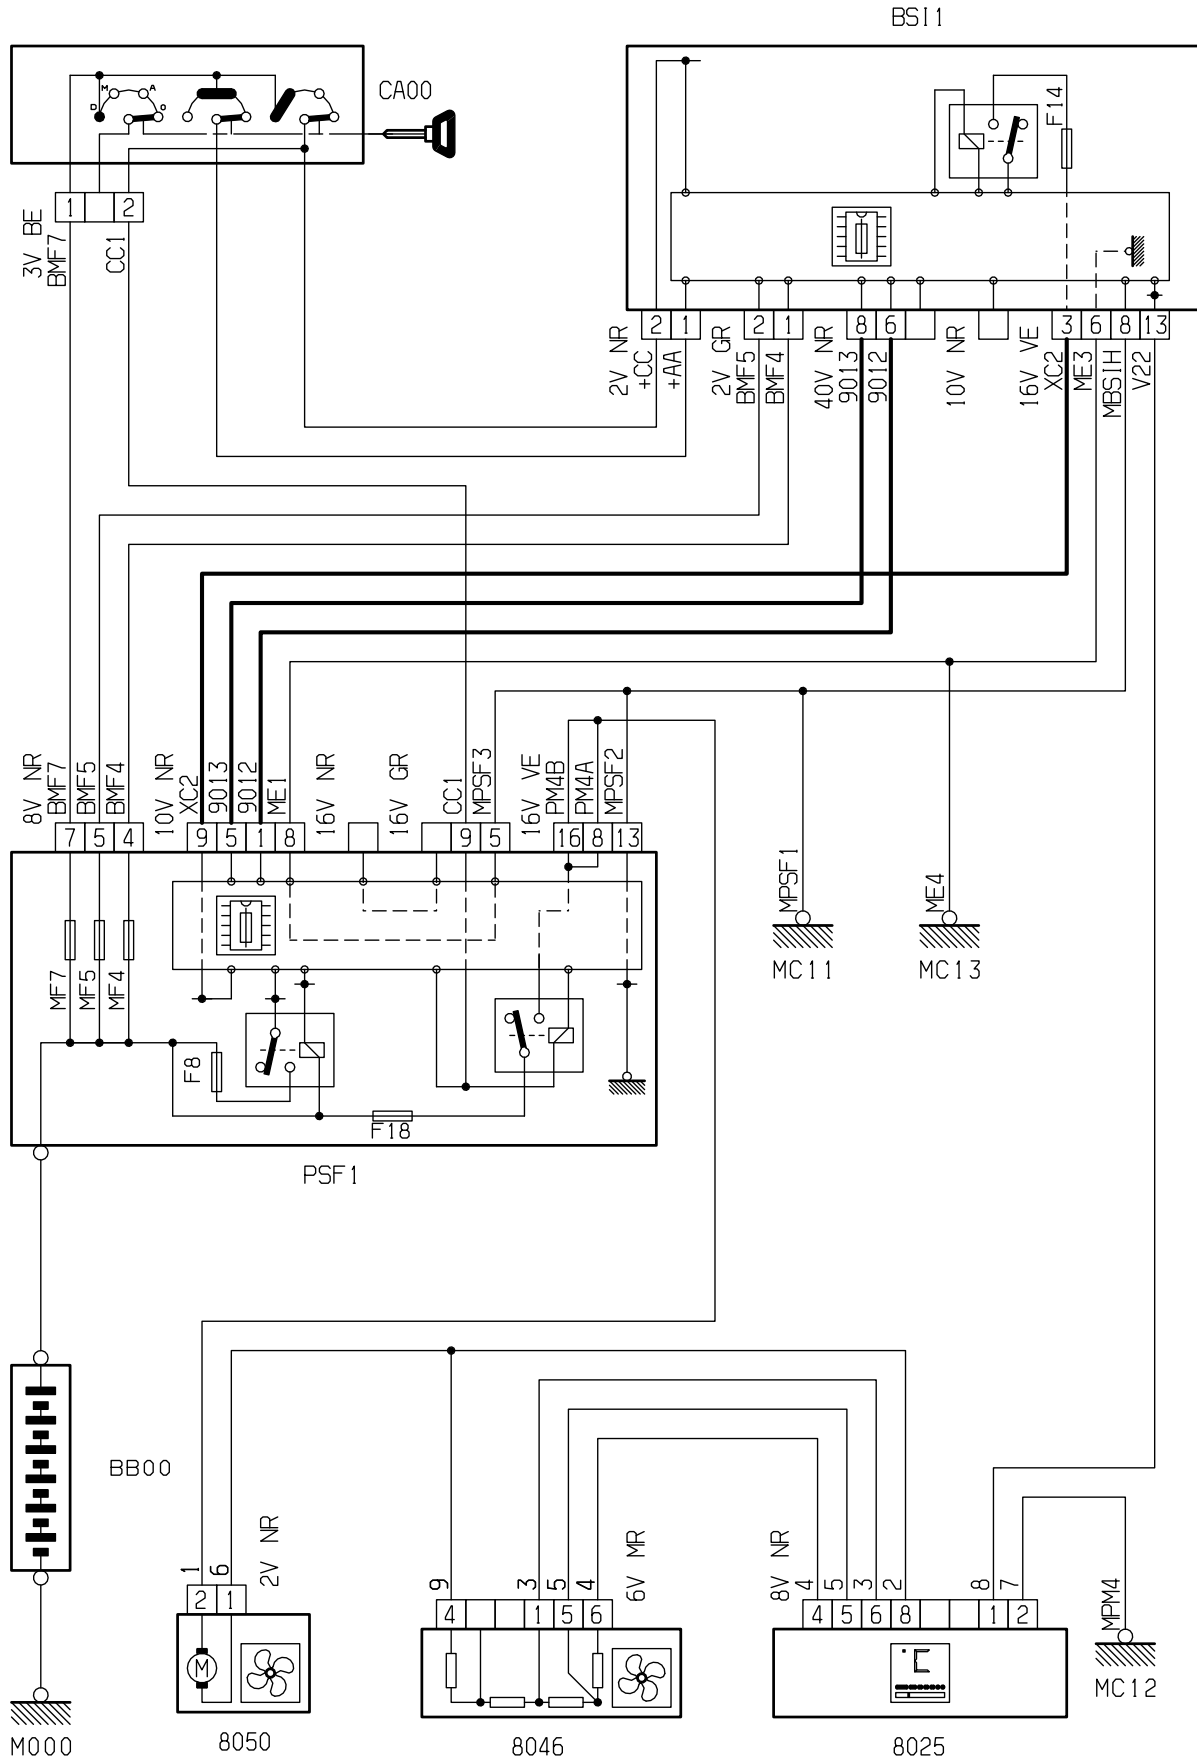 BSI1
CA00
M
A
D
O
F14
1
2
3V BE
BMF7
CC1
2
1
2
1
8
6
3
6
8
13
2V NR
+CC
+AA
2V GR
BMF5
BMF4
40V NR
9013
9012
10V NR
16V VE
XC2
ME3
MBSIH
V22
8V NR
BMF7
BMF5
BMF4
10V NR
XC2
9013
9012
ME1
16V NR
16V GR
CC1
MPSF3
16V VE
PM4B
PM4A
MPSF2
7
5
4
9
5
1
8
9
5
16
8
13
MPSF1
MC11
ME4
MC13
MF7
MF5
MF4
F8
F18
PSF1
BB00
M000
1
6
2V NR
2
1
M
8050
9
3
5
4
6V MR
4
1
5
6
8046
8V NR
4
5
3
2
8
7
4
5
6
8
1
2
°C
8025
MPM4
MC12